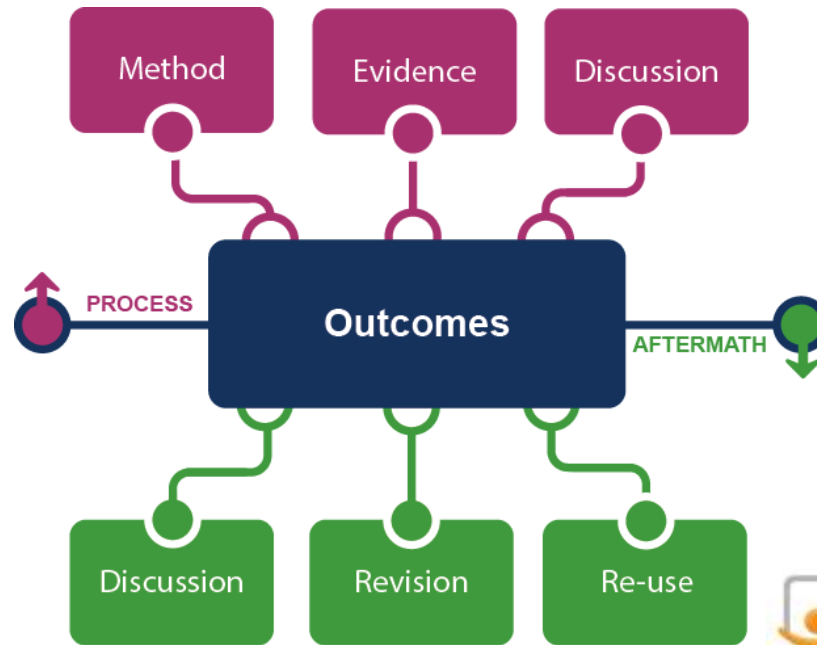 Method
Evidence
Discussion
PROCESS
Outcomes
AFTERMATH
Discussion
Revision
Re-use